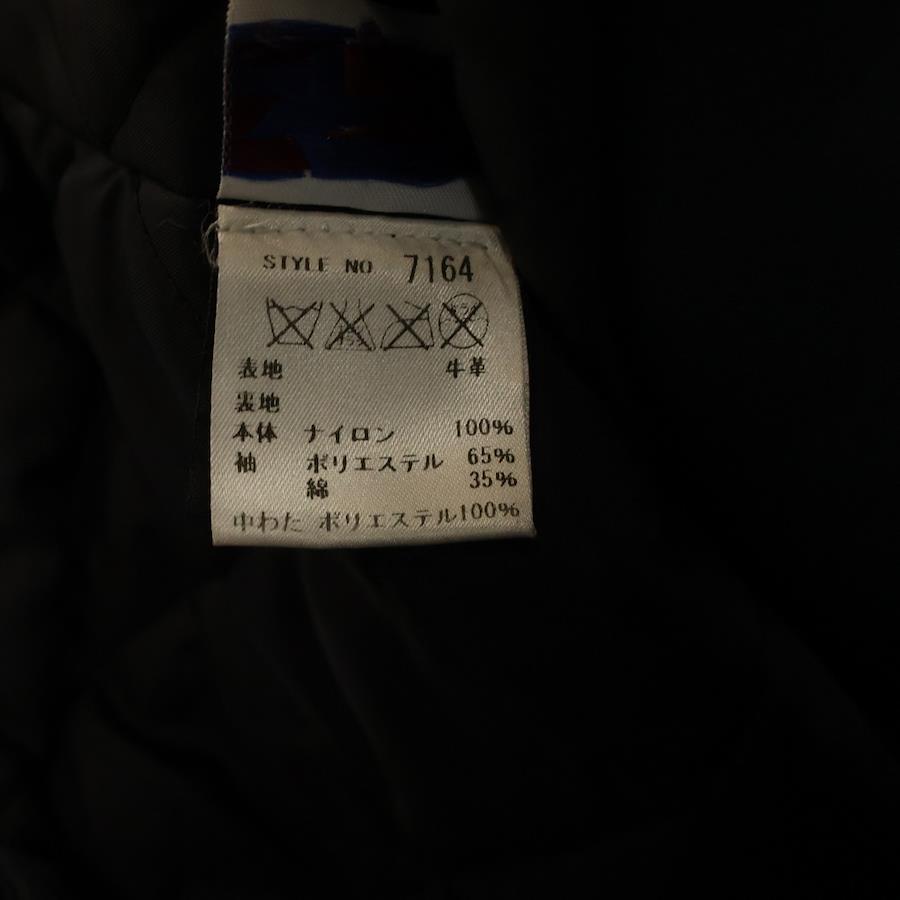 STYLE NO 7164
表地 牛革
裏地
本体 ナイロン 100%
袖 ポリエステル 65%
綿 35%
中わた ポリエステル100%